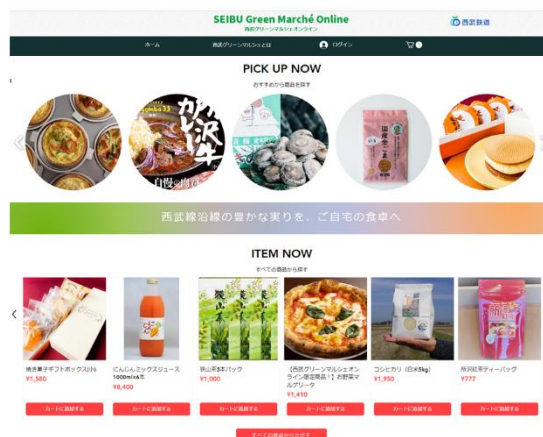 SEIBU Green Marché Online
西武グリーンマルシェオンライン
西武鉄道
ホーム
西武グリーンマルシェとは
ログイン
0
PICK UP NOW
おすすめから商品を探す
カレー
国産金ごま
西武線沿線の豊かな実りを、ご自宅の食卓へ
ITEM NOW
すべての商品から探す
焼き菓子ギフトボックス(小)
¥1,580
にんじんミックスジュース
1000ml×6本
¥8,400
狭山茶3本パック
¥1,000
【西武グリーンマルシェオン
ライン限定商品!】お野菜マ
ルゲリータ
¥1,410
コシヒカリ(白米5kg)
¥1,950
所沢紅茶ティーバッグ
¥777
カートに追加する
カートに追加する
カートに追加する
カートに追加する
カートに追加する
カートに追加する
すべての商品からさがす